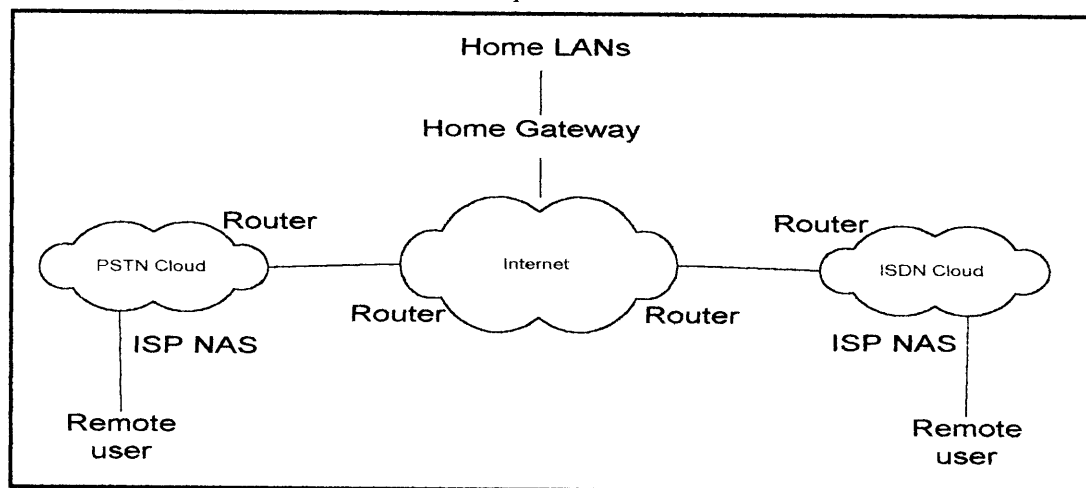 Home LANs
Home Gateway
Router
Router
PSTN Cloud
Internet
ISDN Cloud
Router
Router
ISP NAS
ISP NAS
Remote
user
Remote
user